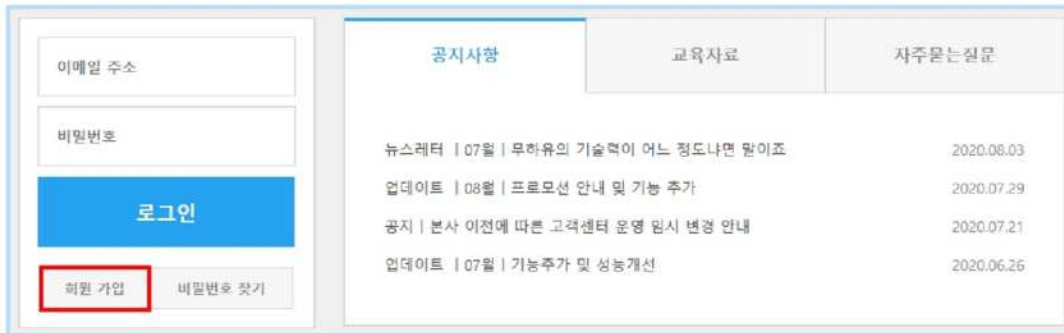 이메일 주소
비밀번호
로그인
회원 가입 비밀번호 찾기
공지사항 교육자료 자주묻는질문
뉴스레터 | 07월 | 무하유의 기술력이 어느 정도냐면 말이죠 2020.08.03
업데이트 | 08월 | 프로모션 안내 및 기능 추가 2020.07.29
공지 | 본사 이전에 따른 고객센터 운영 임시 변경 안내 2020.07.21
업데이트 | 07월 | 기능추가 및 성능개선 2020.06.26